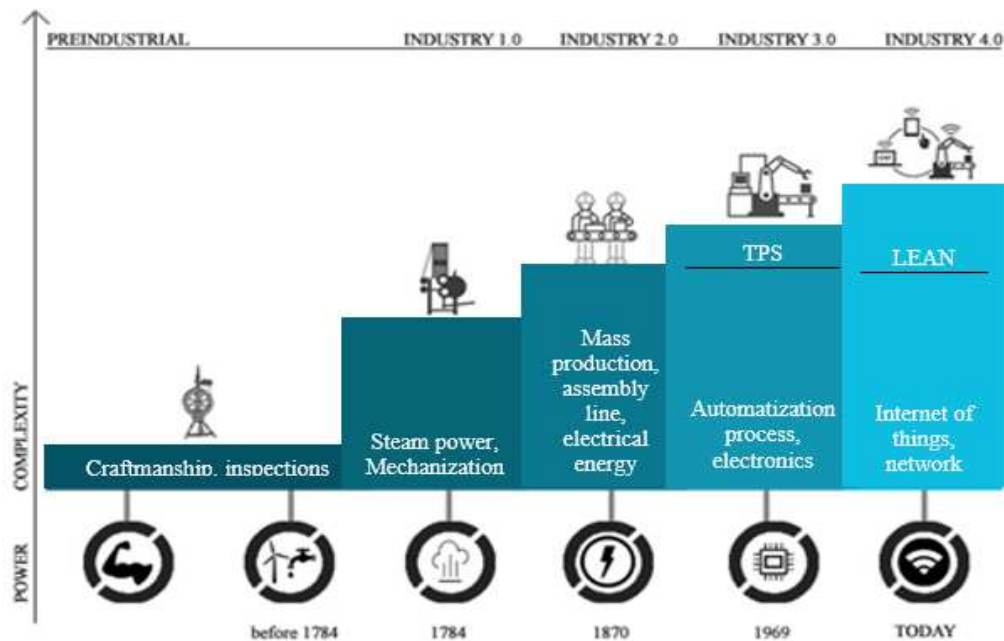 PREINDUSTRIAL
INDUSTRY 1.0
INDUSTRY 2.0
INDUSTRY 3.0
INDUSTRY 4.0
COMPLEXITY
POWER
Craftmanship, inspections
Steam power,
Mechanization
Mass
production,
assembly
line,
electrical
energy
TPS
Automatization
process,
electronics
LEAN
Internet of
things,
network
before 1784
1784
1870
1969
TODAY